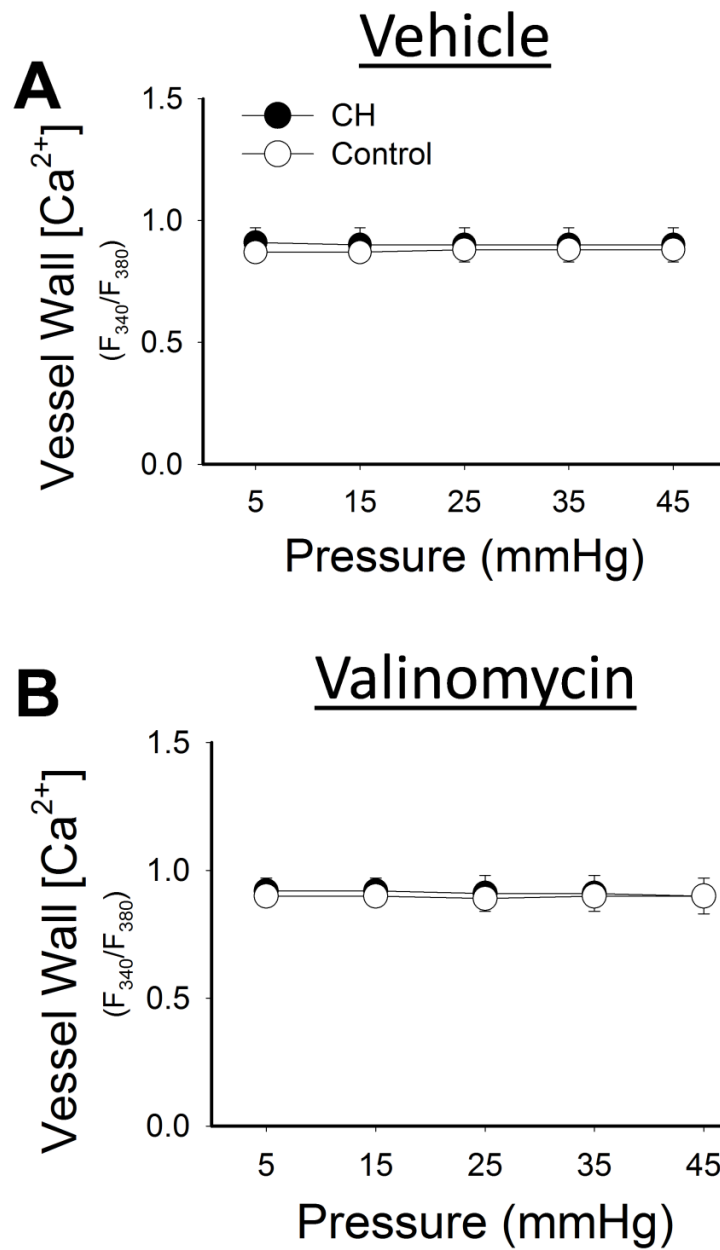 Vehicle
A
CH
Control
Vessel Wall [Ca²⁺]
(F₃₄₀/F₃₈₀)
1.5
1.0
0.5
0.0
5 15 25 35 45
Pressure (mmHg)
B
Valinomycin
Vessel Wall [Ca²⁺]
(F₃₄₀/F₃₈₀)
1.5
1.0
0.5
0.0
5 15 25 35 45
Pressure (mmHg)